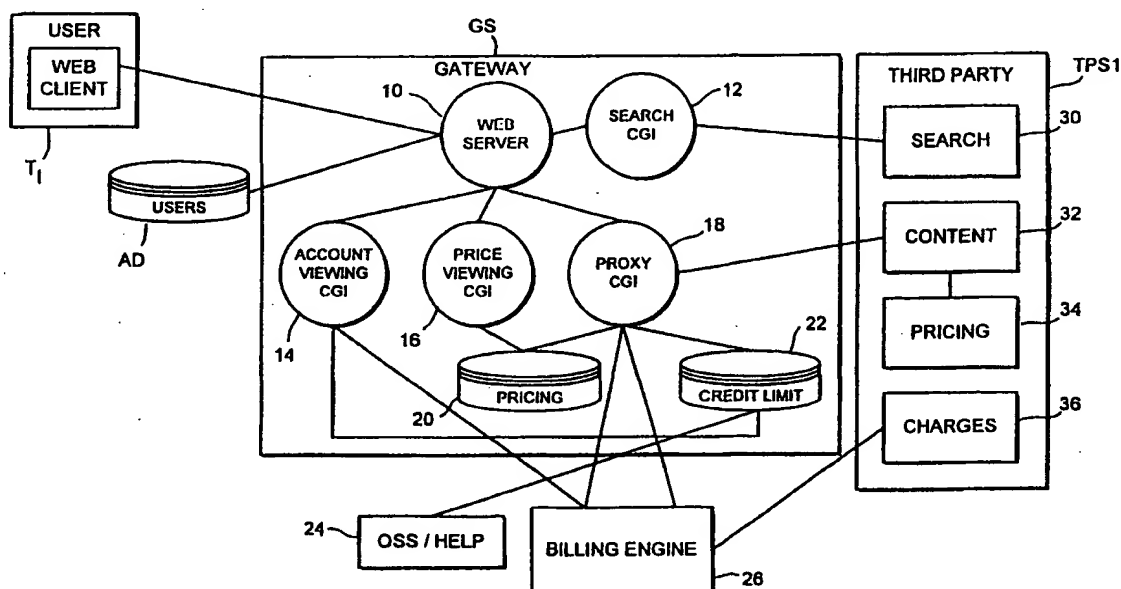 USER
WEB
CLIENT
T1
USERS
AD
GS
GATEWAY
10
WEB
SERVER
12
SEARCH
CGI
ACCOUNT
VIEWING
CGI
14
PRICE
VIEWING
CGI
16
18
PROXY
CGI
20
PRICING
22
CREDIT LIMIT
THIRD PARTY
TPS1
30
SEARCH
32
CONTENT
34
PRICING
36
CHARGES
24
OSS / HELP
BILLING ENGINE
26